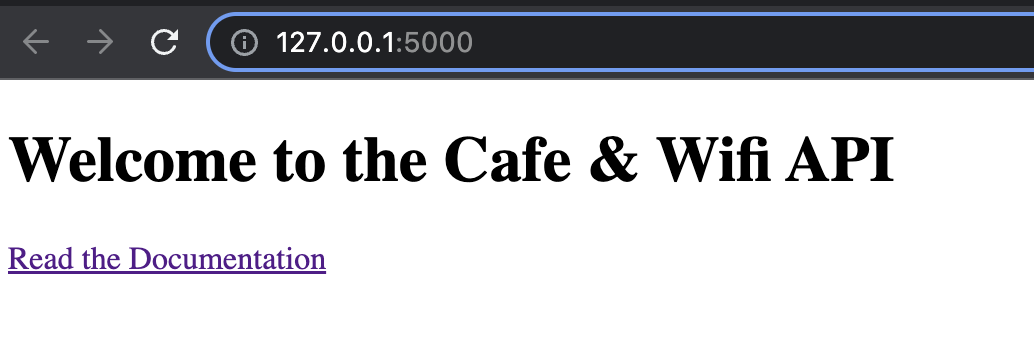 127.0.0.1:5000
Welcome to the Cafe & Wifi API
Read the Documentation